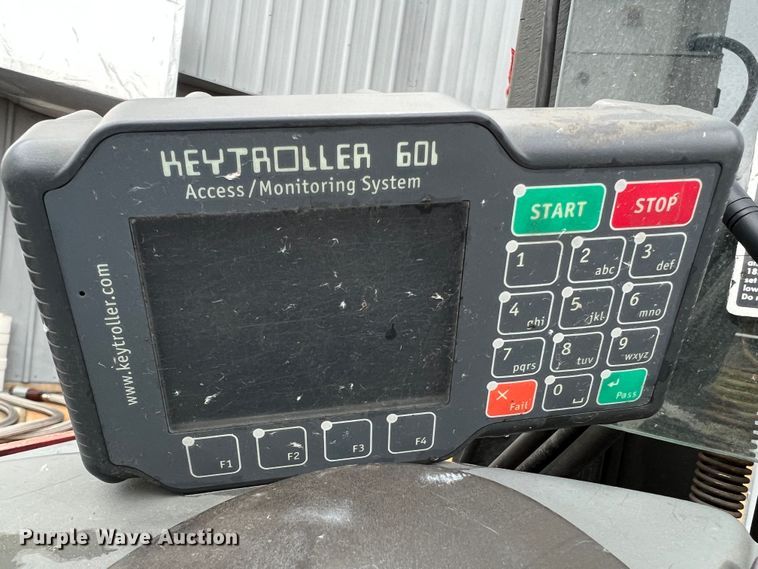 KEYTROLLER 601
Access/Monitoring System
www.keytroller.com
START STOP
1 2 abc 3 def
4 ghi 5 jkl 6 mno
7 pqrs 8 tuv 9 wxyz
Fail 0 Pass
F1 F2 F3 F4
Purple Wave Auction